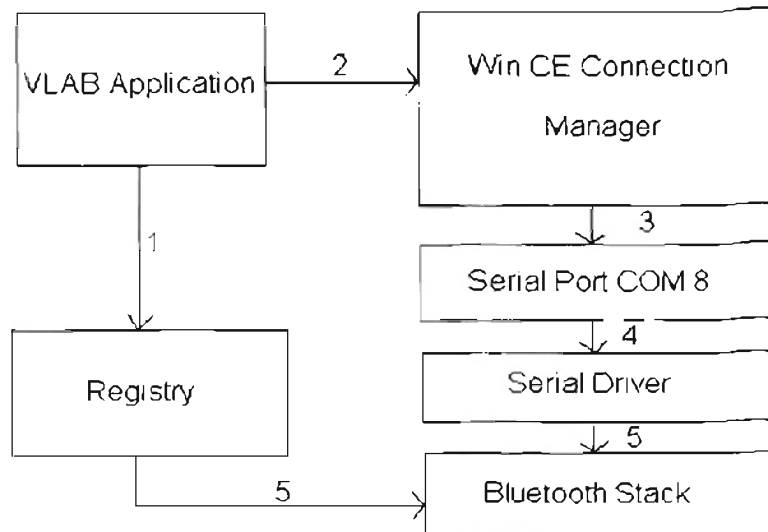 VLAB Application
2
Win CE Connection
Manager
1
3
Serial Port COM 8
4
Registry
Serial Driver
5
5
Bluetooth Stack